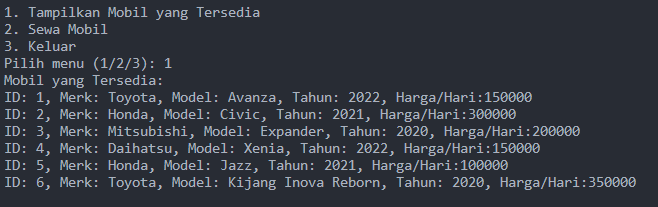 1. Tampilkan Mobil yang Tersedia
2. Sewa Mobil
3. Keluar
Pilih menu (1/2/3): 1
Mobil yang Tersedia:
ID: 1, Merk: Toyota, Model: Avanza, Tahun: 2022, Harga/Hari:150000
ID: 2, Merk: Honda, Model: Civic, Tahun: 2021, Harga/Hari:300000
ID: 3, Merk: Mitsubishi, Model: Expander, Tahun: 2020, Harga/Hari:200000
ID: 4, Merk: Daihatsu, Model: Xenia, Tahun: 2022, Harga/Hari:150000
ID: 5, Merk: Honda, Model: Jazz, Tahun: 2021, Harga/Hari:100000
ID: 6, Merk: Toyota, Model: Kijang Inova Reborn, Tahun: 2020, Harga/Hari:350000